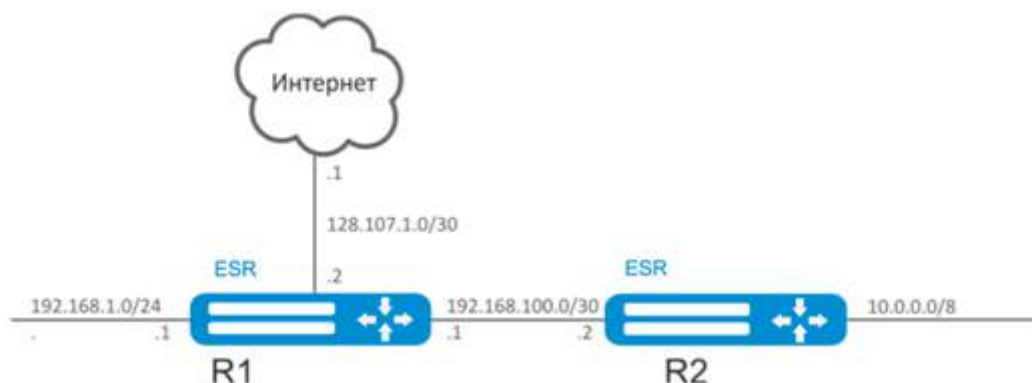 Интернет
.1
128.107.1.0/30
.2
ESR
ESR
192.168.1.0/24
192.168.100.0/30
10.0.0.0/8
.
.1
.1
.2
R1
R2